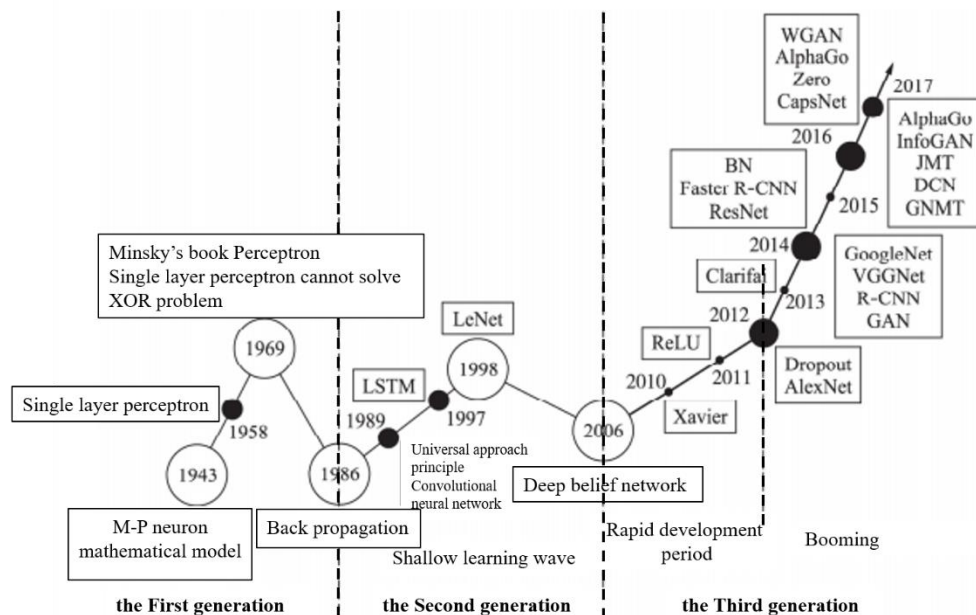 WGAN
AlphaGo
Zero
CapsNet
2017
2016
AlphaGo
InfoGAN
JMT
DCN
GNMT
BN
Faster R-CNN
ResNet
2015
2014
GoogleNet
VGGNet
R-CNN
GAN
Clarifai
2013
2012
Dropout
AlexNet
ReLU
2011
2010
Xavier
Minsky's book Perceptron
Single layer perceptron cannot solve
XOR problem
1969
Single layer perceptron
1958
1943
M-P neuron
mathematical model
LeNet
1998
LSTM
1997
1989
Universal approach
principle
Convolutional
neural network
1986
Back propagation
2006
Deep belief network
Shallow learning wave
Rapid development
period
Booming
the First generation
the Second generation
the Third generation